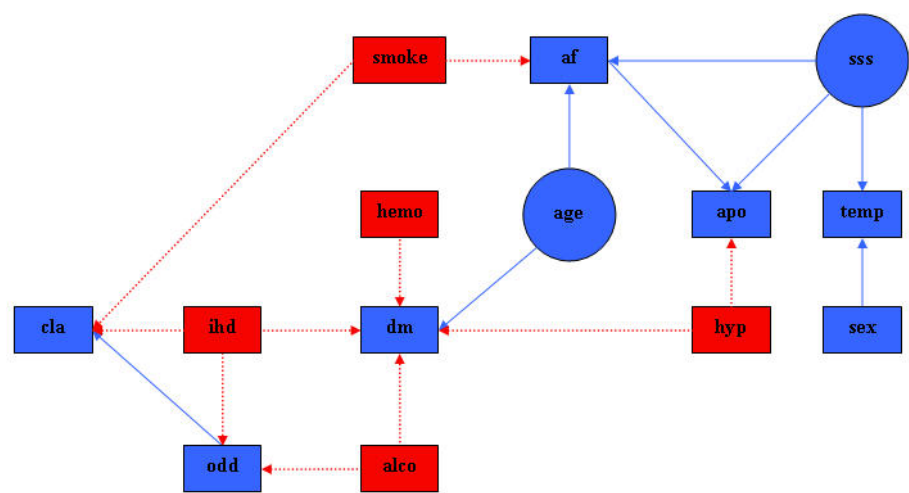 smoke
af
sss
hemo
age
apo
temp
cla
ihd
dm
hyp
sex
odd
alco